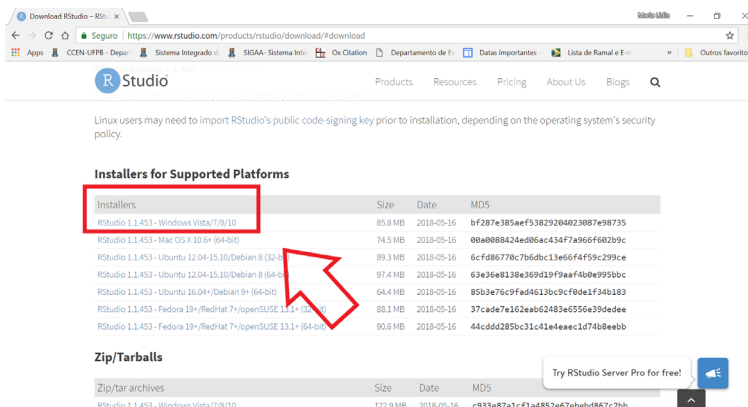 Download RStudio – RStu
Maria Lídia
Seguro | https://www.rstudio.com/products/rstudio/download/#download
Apps CCEN-UFPB - Depart Sistema Integrado d SIGAA- Sistema Inte Ox Citation Departamento de Es Datas importantes - Lista de Ramal e E-m » Outros favoritos
R Studio Products Resources Pricing About Us Blogs
Linux users may need to import RStudio's public code-signing key prior to installation, depending on the operating system's security
policy.
Installers for Supported Platforms
Installers Size Date MD5
RStudio 1.1.453 - Windows Vista/7/8/10 85.8 MB 2018-05-16 bf287e385aef53829204023087e98735
RStudio 1.1.453 - Mac OS X 10.6+ (64-bit) 74.5 MB 2018-05-16 00a0088424ed06ac434f7a966f602b9c
RStudio 1.1.453 - Ubuntu 12.04-15.10/Debian 8 (32-bi 89.3 MB 2018-05-16 6cfd86770c7b6dbc13e66f4f59c299ce
RStudio 1.1.453 - Ubuntu 12.04-15.10/Debian 8 (64-bi 97.4 MB 2018-05-16 63e36e8138e369d19f9aaf4b0e995bbc
RStudio 1.1.453 - Ubuntu 16.04+/Debian 9+ (64-bit) 64.4 MB 2018-05-16 85b3e76c9fad4613bc9cf0de1f34b183
RStudio 1.1.453 - Fedora 19+/RedHat 7+/openSUSE 13.1+ (32-bit) 88.1 MB 2018-05-16 37cade7e162eab62483e6556e39dedee
RStudio 1.1.453 - Fedora 19+/RedHat 7+/openSUSE 13.1+ (64-bit) 90.6 MB 2018-05-16 44cddd285bc31c41e4eaec1d74b8eebb
Zip/Tarballs
Try RStudio Server Pro for free!
Zip/tar archives Size Date MD5
RStudio 1.1.453 - Windows Vista/7/8/10 122.9 MB 2018-05-16 c933e87a1cf1a4852e67ebebd867c2bb